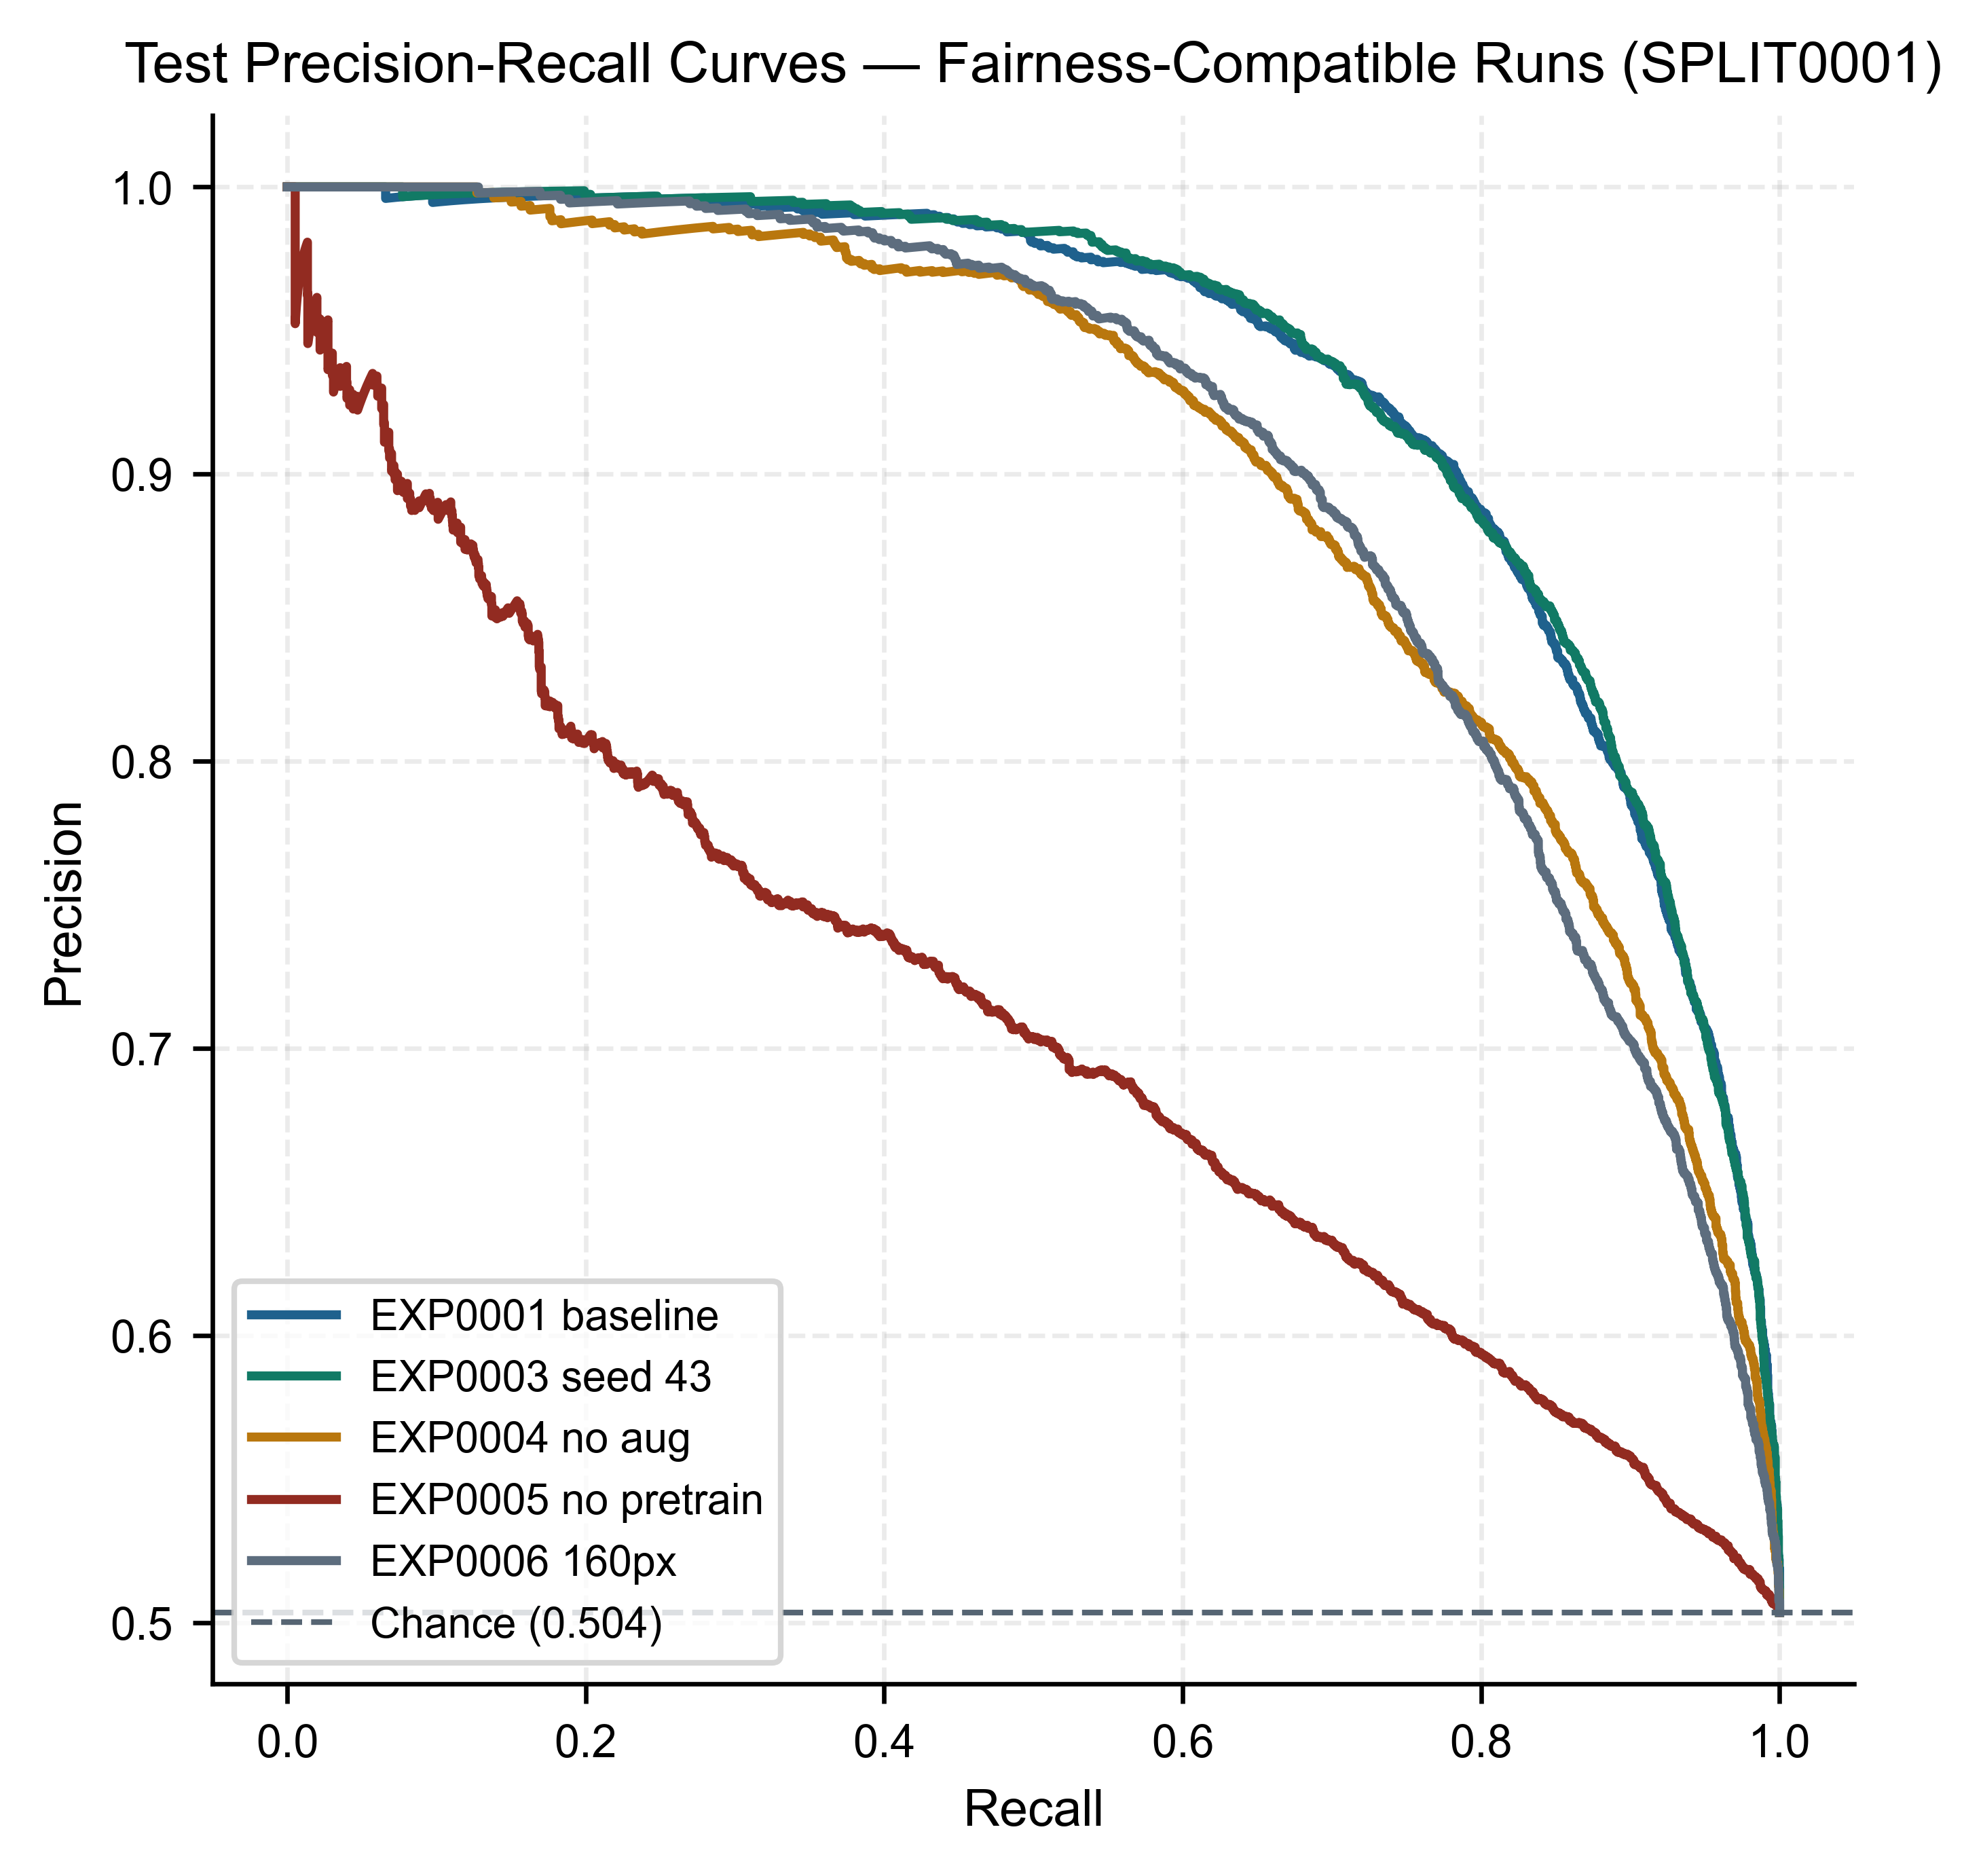 Test Precision-Recall Curves — Fairness-Compatible Runs (SPLIT0001)
1.0
0.9
0.8
0.7
0.6
0.5
Precision
EXP0001 baseline
EXP0003 seed 43
EXP0004 no aug
EXP0005 no pretrain
EXP0006 160px
Chance (0.504)
0.0
0.2
0.4
0.6
0.8
1.0
Recall